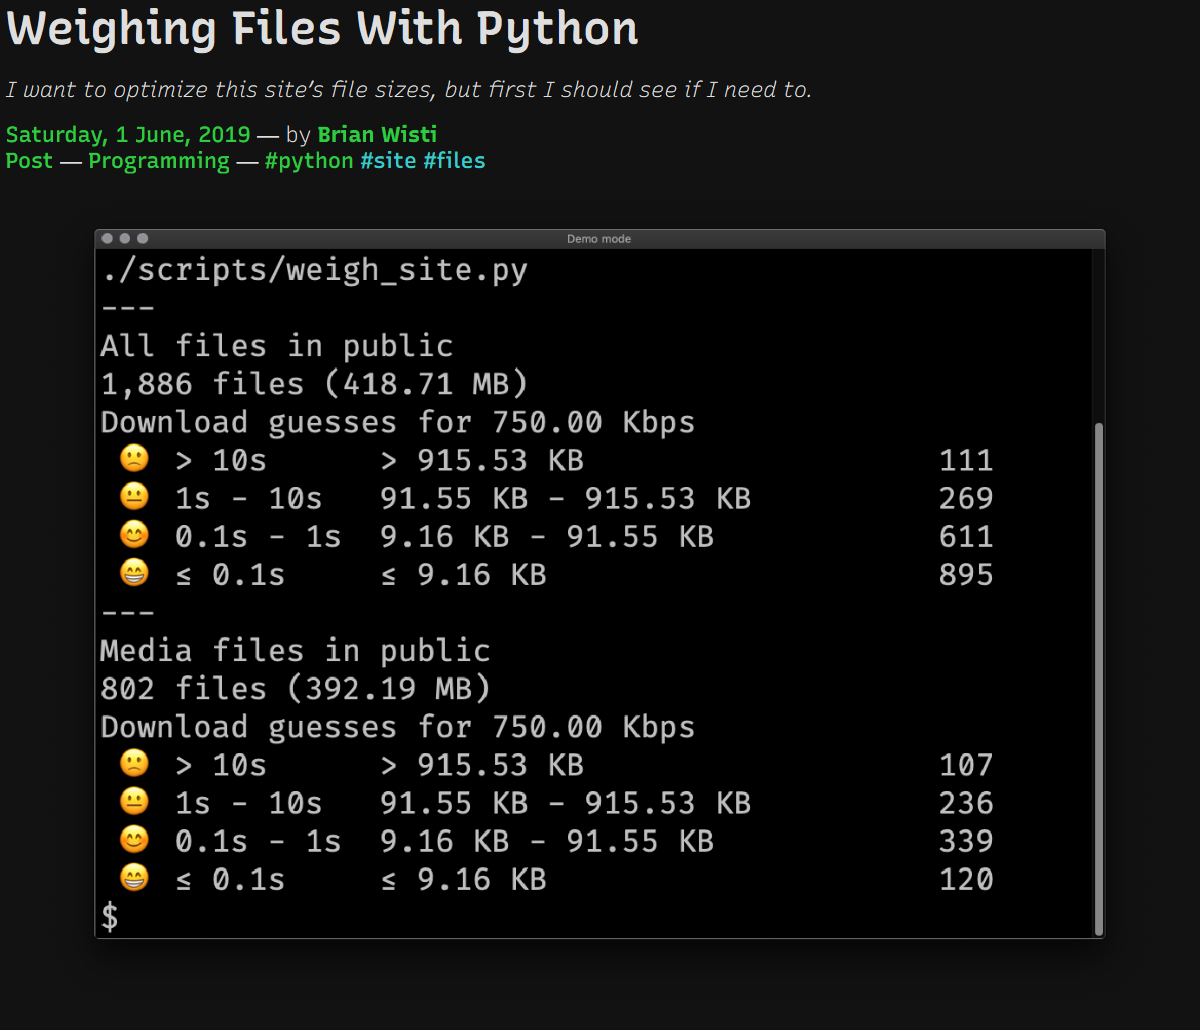 Weighing Files With Python
I want to optimize this site’s file sizes, but first I should see if I need to.
Saturday, 1 June, 2019 — by Brian Wisti
Post — Programming — #python #site #files
Demo mode
./scripts/weigh_site.py
---
All files in public
1,886 files (418.71 MB)
Download guesses for 750.00 Kbps
🙁 > 10s > 915.53 KB 111
😐 1s - 10s 91.55 KB - 915.53 KB 269
😊 0.1s - 1s 9.16 KB - 91.55 KB 611
😁 ≤ 0.1s ≤ 9.16 KB 895
---
Media files in public
802 files (392.19 MB)
Download guesses for 750.00 Kbps
🙁 > 10s > 915.53 KB 107
😐 1s - 10s 91.55 KB - 915.53 KB 236
😊 0.1s - 1s 9.16 KB - 91.55 KB 339
😁 ≤ 0.1s ≤ 9.16 KB 120
$